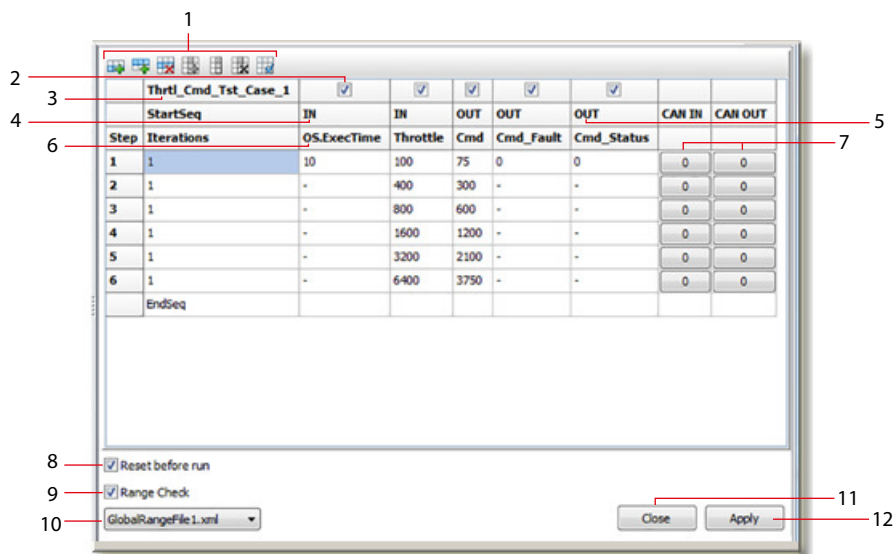 1
2
3
Thrtl_Cmd_Tst_Case_1
4
StartSeq IN IN OUT OUT OUT CAN IN CAN OUT
5
6
Step Iterations OS.ExecTime Throttle Cmd Cmd_Fault Cmd_Status
7
1 1 10 100 75 0 0 0 0
2 1 - 400 300 - - 0 0
3 1 - 800 600 - - 0 0
4 1 - 1600 1200 - - 0 0
5 1 - 3200 2100 - - 0 0
6 1 - 6400 3750 - - 0 0
EndSeq
8
Reset before run
9
Range Check
11
10
GlobalRangeFile1.xml
Close
Apply
12